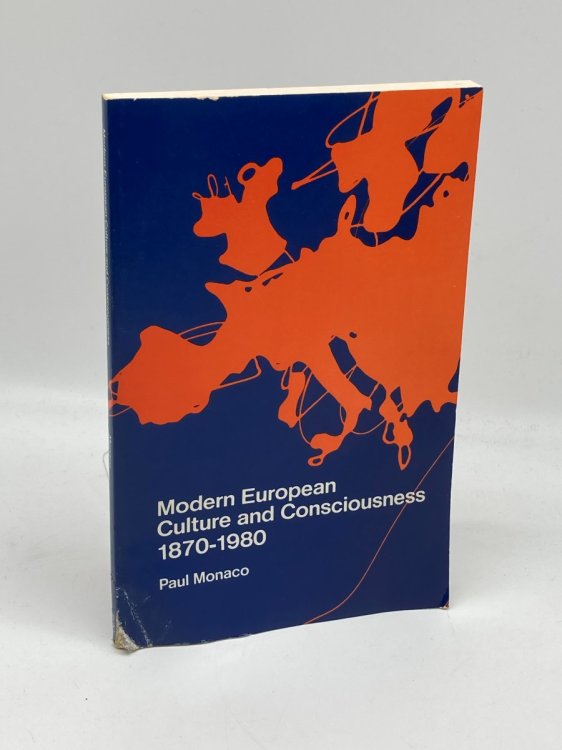 Modern European
Culture and Consciousness
1870-1980
Paul Monaco